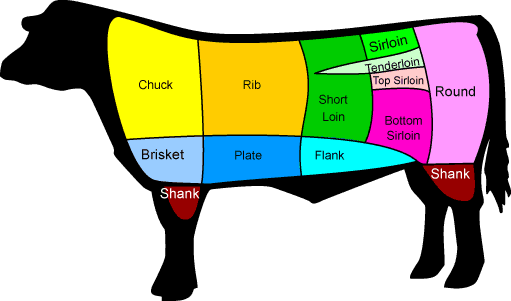 Sirloin
Tenderloin
Top Sirloin
Chuck
Rib
Short
Loin
Round
Bottom
Sirloin
Brisket
Plate
Flank
Shank
Shank